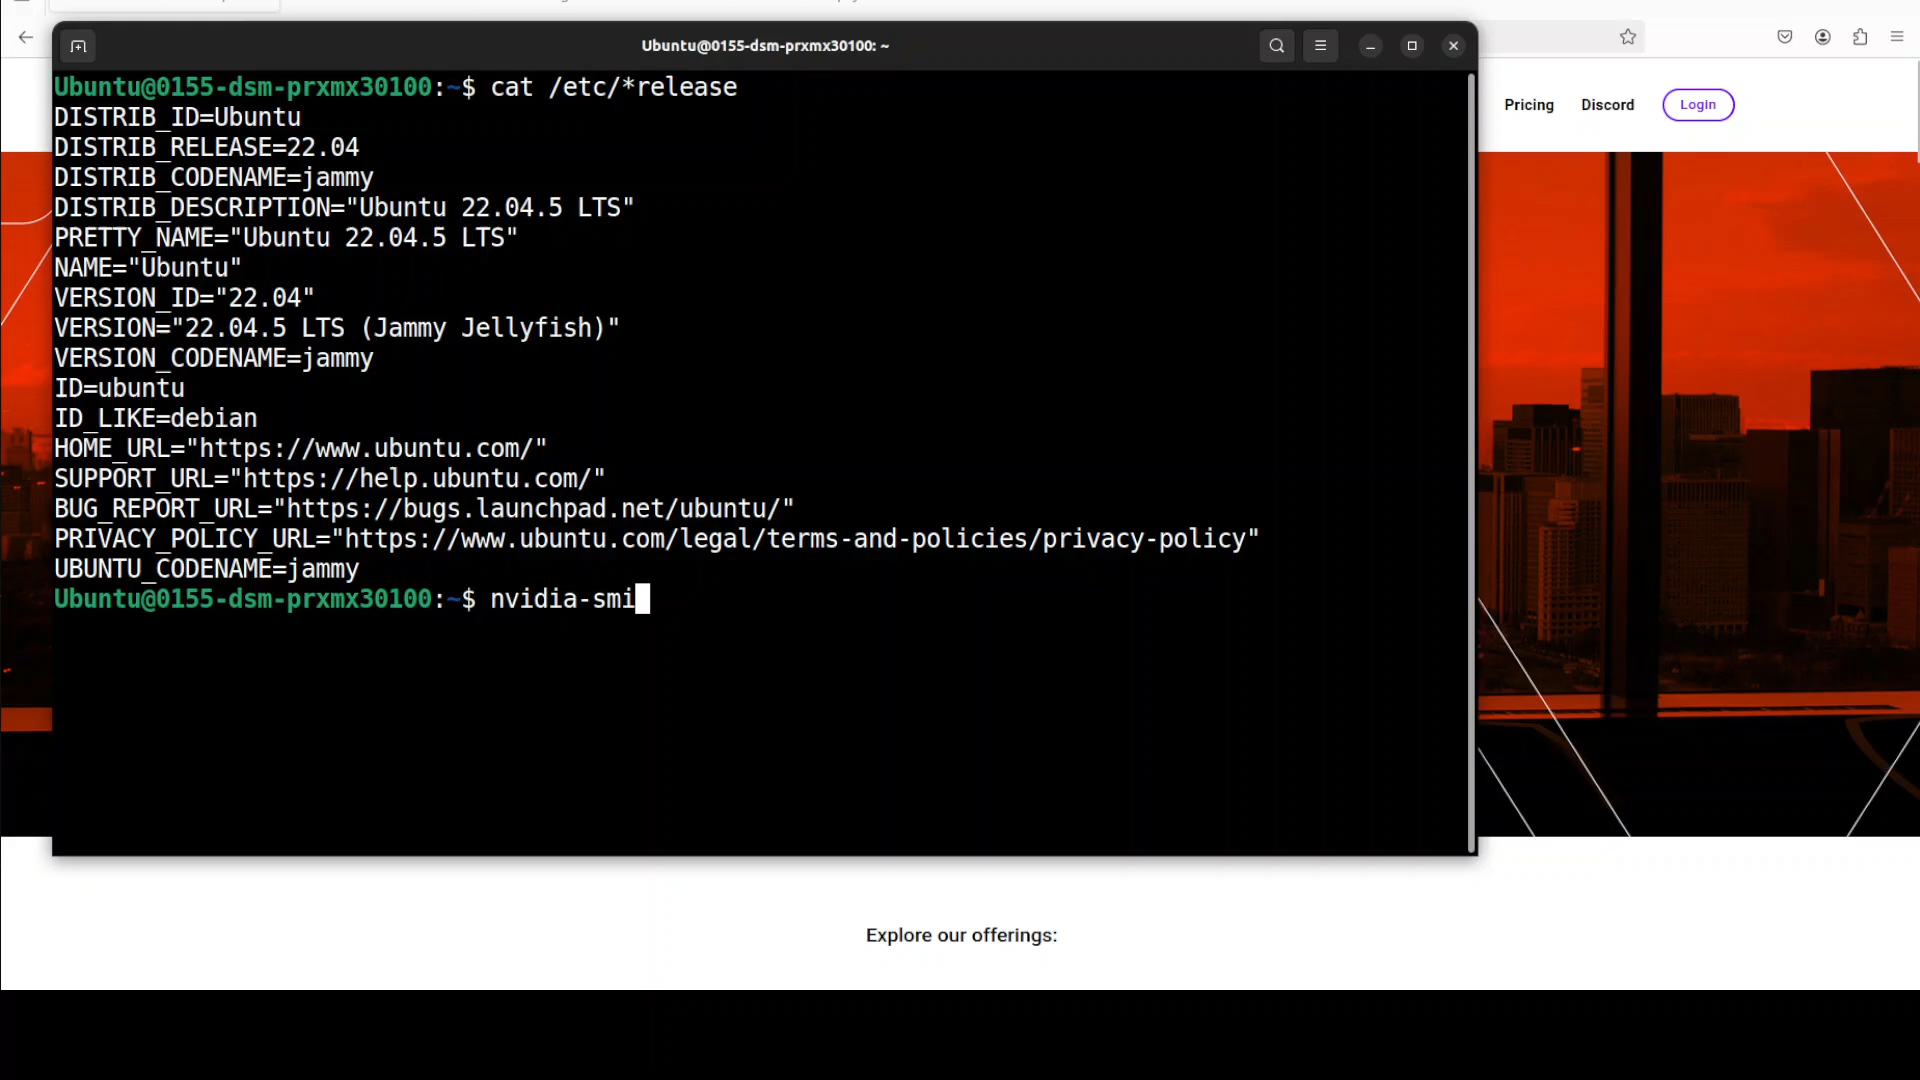 Ubuntu@0155-dsm-prxmx30100: ~
Ubuntu@0155-dsm-prxmx30100:~$ cat /etc/*release
DISTRIB_ID=Ubuntu
DISTRIB_RELEASE=22.04
DISTRIB_CODENAME=jammy
DISTRIB_DESCRIPTION="Ubuntu 22.04.5 LTS"
PRETTY_NAME="Ubuntu 22.04.5 LTS"
NAME="Ubuntu"
VERSION_ID="22.04"
VERSION="22.04.5 LTS (Jammy Jellyfish)"
VERSION_CODENAME=jammy
ID=ubuntu
ID_LIKE=debian
HOME_URL="https://www.ubuntu.com/"
SUPPORT_URL="https://help.ubuntu.com/"
BUG_REPORT_URL="https://bugs.launchpad.net/ubuntu/"
PRIVACY_POLICY_URL="https://www.ubuntu.com/legal/terms-and-policies/privacy-policy"
UBUNTU_CODENAME=jammy
Ubuntu@0155-dsm-prxmx30100:~$ nvidia-smi
Pricing Discord Login
Explore our offerings: